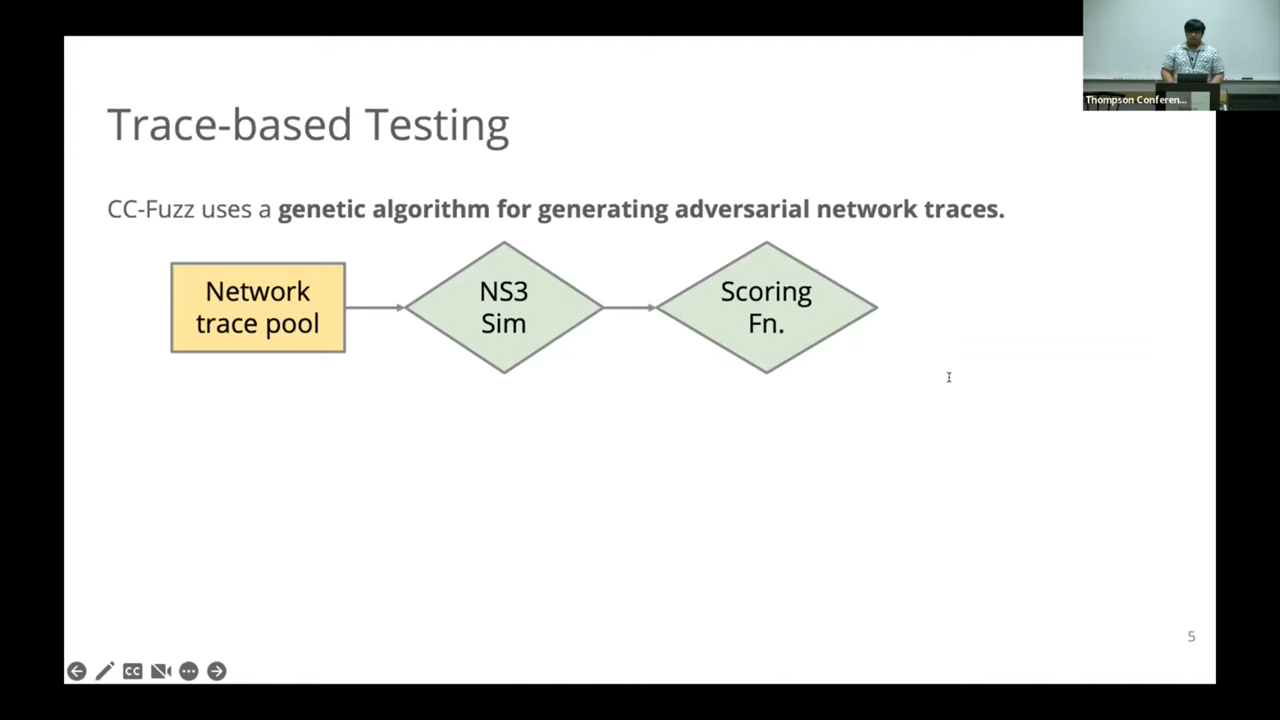 Thompson Conferen...
Trace-based Testing
CC-Fuzz uses a genetic algorithm for generating adversarial network traces.
Network
trace pool
NS3
Sim
Scoring
Fn.
5
CC